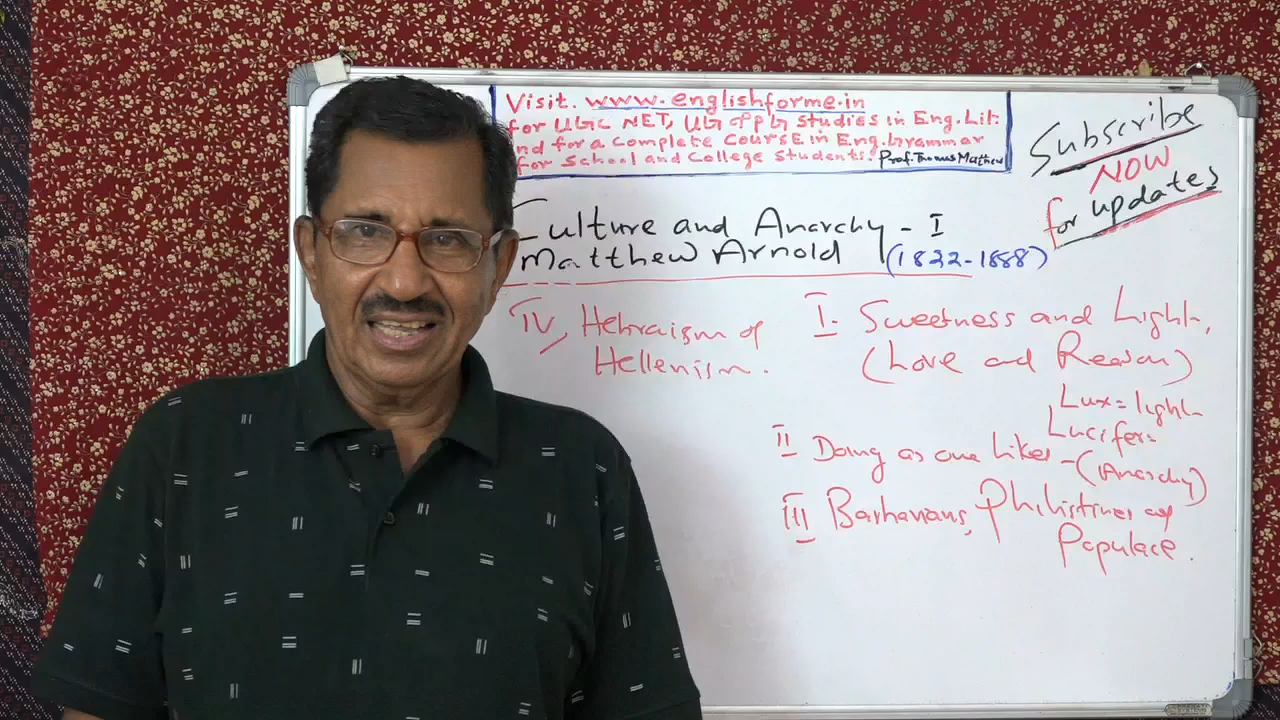 Visit. www.englishforme.in
for UGC NET, UG & PG Studies in Eng. Lit.
nd for a Complete Course in Eng. Grammar
for School and College Students. Prof. Thomas Mathew
Subscribe
NOW
for updates
Culture and Anarchy - I
Matthew Arnold (1822-1888)
IV, Hebraism &
Hellenism.
I. Sweetness and Light,
(Love and Reason)
Lux = light
Lucifer =
II Doing as one Likes - (Anarchy)
III Barbarians, Philistines &
Populace.